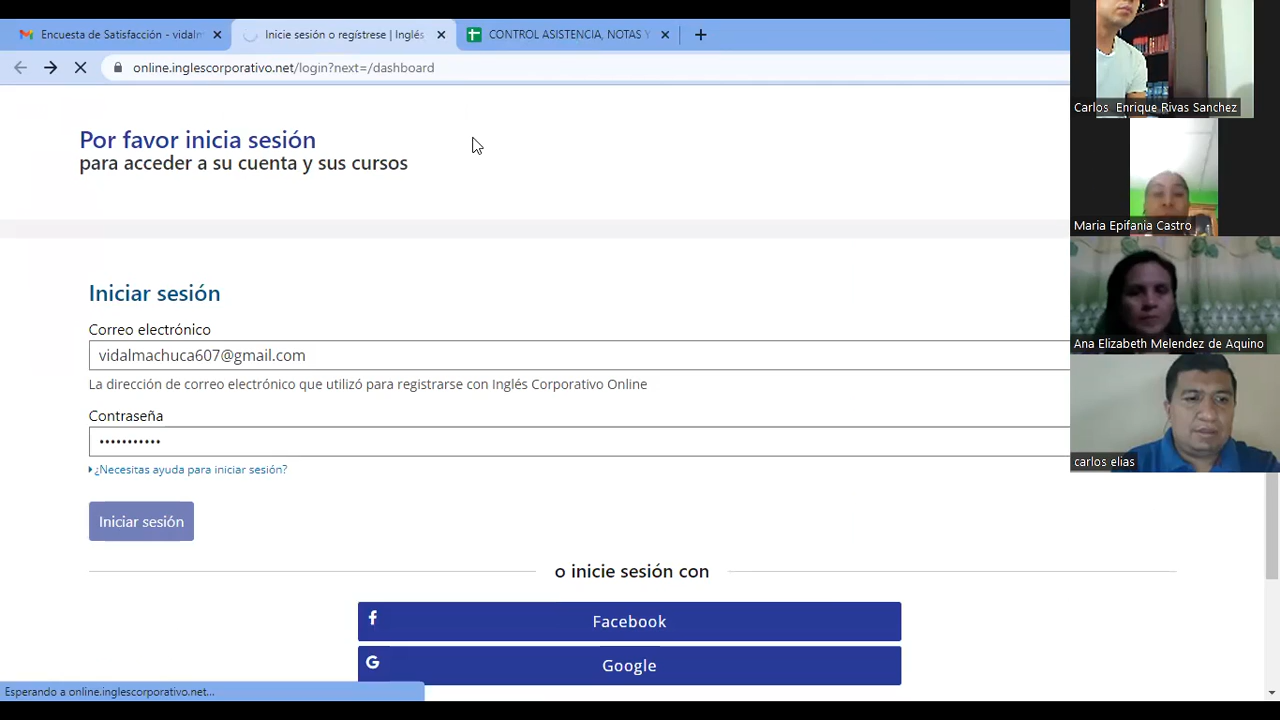 Encuesta de Satisfacción - vidalm
Inicie sesión o regístrese | Inglés
CONTROL ASISTENCIA, NOTAS Y
online.inglescorporativo.net/login?next=/dashboard
Por favor inicia sesión
para acceder a su cuenta y sus cursos
Iniciar sesión
Correo electrónico
vidalmachuca607@gmail.com
La dirección de correo electrónico que utilizó para registrarse con Inglés Corporativo Online
Contraseña
•••••••••••
¿Necesitas ayuda para iniciar sesión?
Iniciar sesión
o inicie sesión con
Facebook
Google
Esperando a online.inglescorporativo.net...
Carlos Enrique Rivas Sanchez
Maria Epifania Castro
Ana Elizabeth Melendez de Aquino
carlos elias